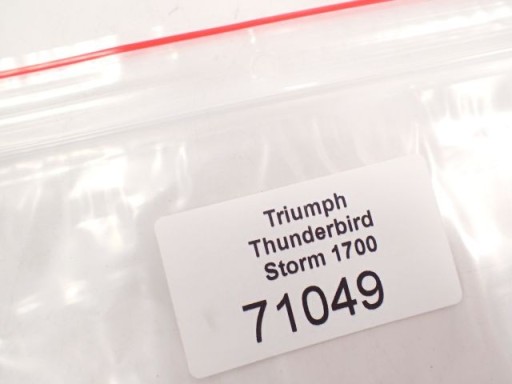 Triumph
Thunderbird
Storm 1700
71049